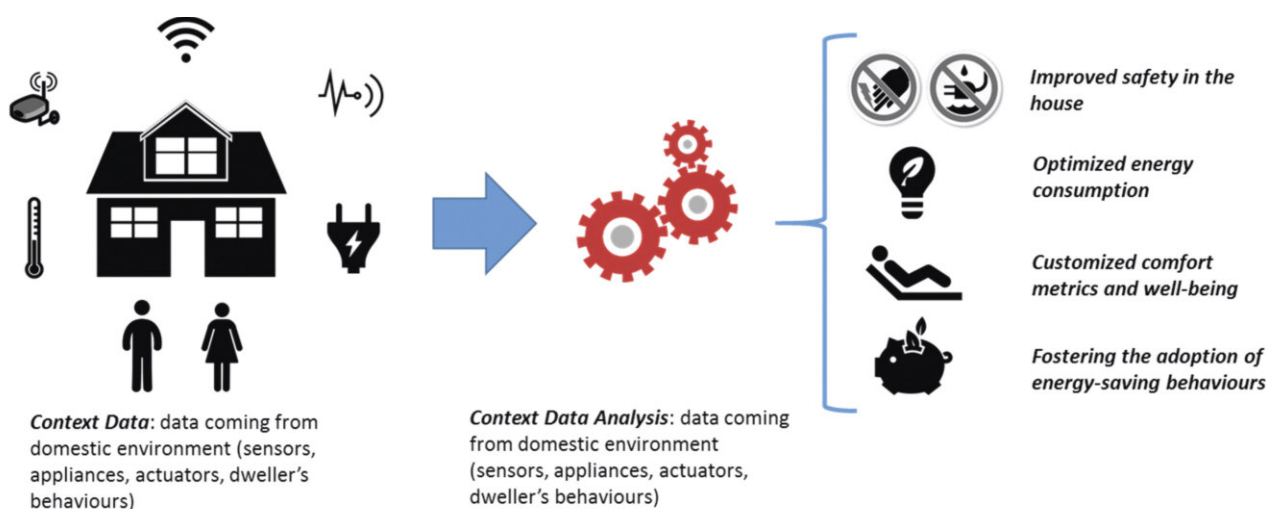 Improved safety in the
house
Optimized energy
consumption
Customized comfort
metrics and well-being
Fostering the adoption of
energy-saving behaviours
Context Data: data coming from
domestic environment (sensors,
appliances, actuators, dweller's
behaviours)
Context Data Analysis: data coming
from domestic environment
(sensors, appliances, actuators,
dweller's behaviours)